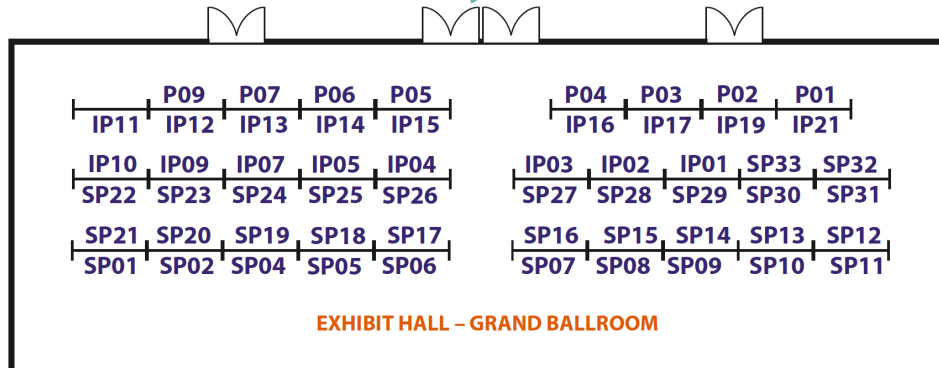 P09 P07 P06 P05 P04 P03 P02 P01
IP11 IP12 IP13 IP14 IP15 IP16 IP17 IP19 IP21
IP10 IP09 IP07 IP05 IP04 IP03 IP02 IP01 SP33 SP32
SP22 SP23 SP24 SP25 SP26 SP27 SP28 SP29 SP30 SP31
SP21 SP20 SP19 SP18 SP17 SP16 SP15 SP14 SP13 SP12
SP01 SP02 SP04 SP05 SP06 SP07 SP08 SP09 SP10 SP11
EXHIBIT HALL – GRAND BALLROOM